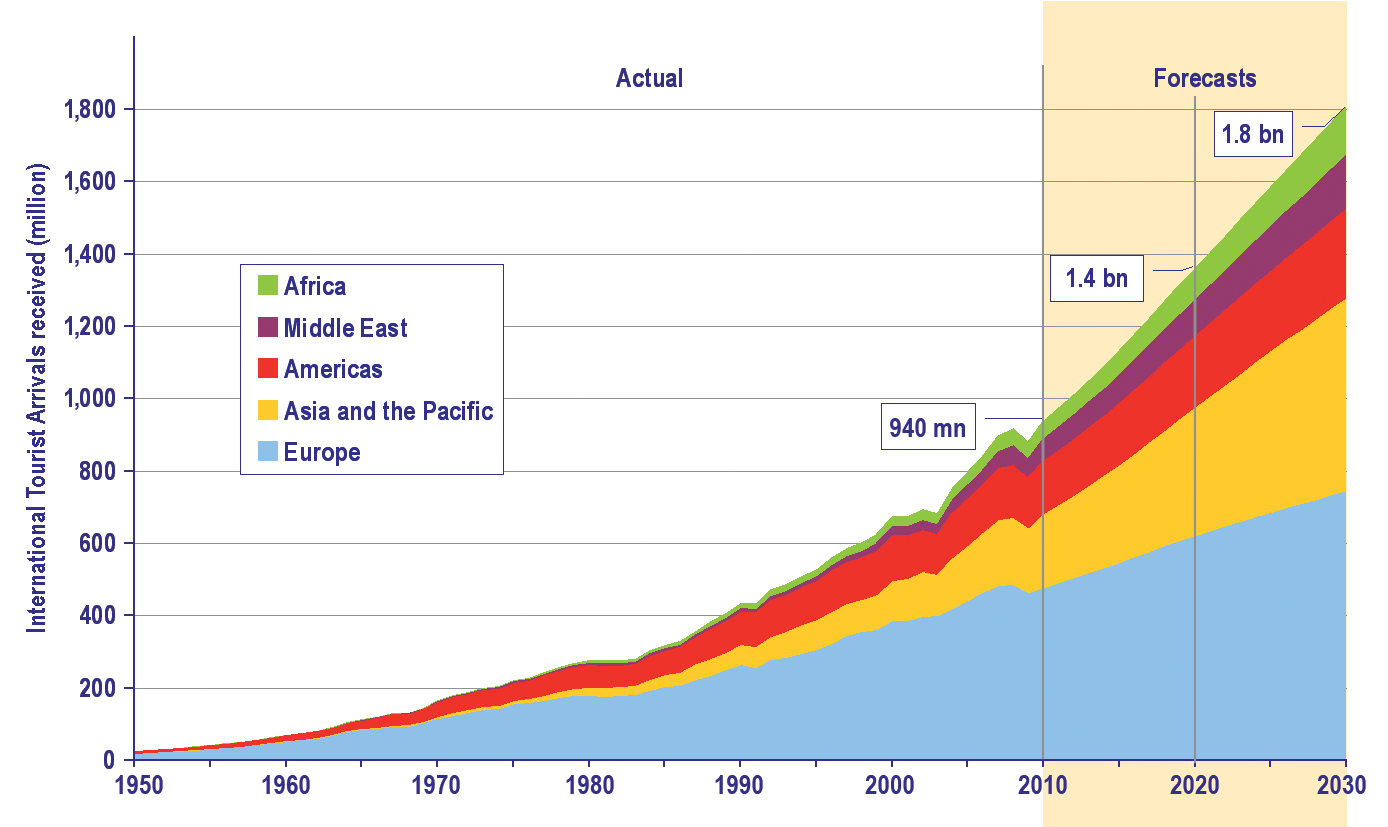 Actual
Forecasts
1,800
1,600
1,400
1,200
1,000
800
600
400
200
0
International Tourist Arrivals received (million)
1.8 bn
1.4 bn
940 mn
Africa
Middle East
Americas
Asia and the Pacific
Europe
1950 1960 1970 1980 1990 2000 2010 2020 2030